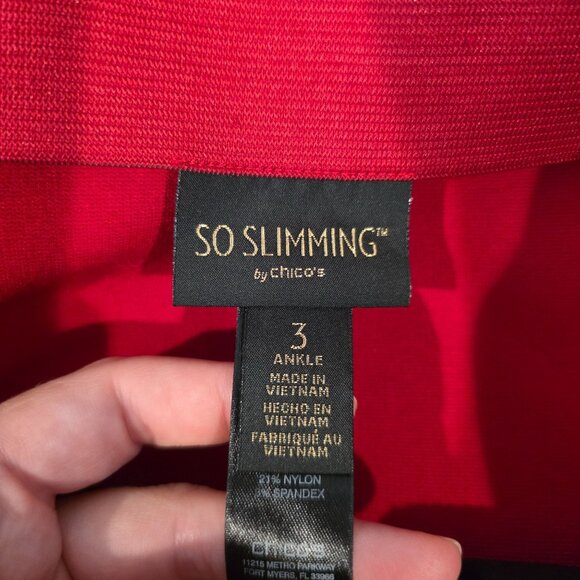 SO SLIMMING™
by chico's
3
ANKLE
MADE IN
VIETNAM
HECHO EN
VIETNAM
FABRIQUÉ AU
VIETNAM
21% NYLON
SPANDEX
chico's
11215 METRO PARKWAY
FORT MYERS, FL 33966